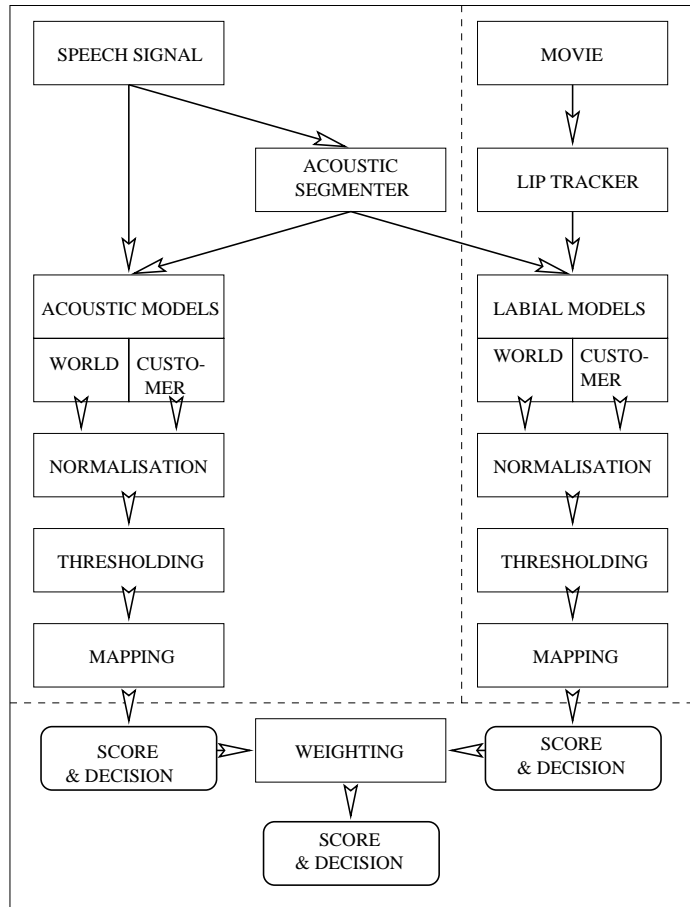 SPEECH SIGNAL
MOVIE
ACOUSTIC
SEGMENTER
LIP TRACKER
ACOUSTIC MODELS
WORLD
CUSTO-
MER
LABIAL MODELS
WORLD
CUSTO-
MER
NORMALISATION
NORMALISATION
THRESHOLDING
THRESHOLDING
MAPPING
MAPPING
SCORE
& DECISION
WEIGHTING
SCORE
& DECISION
SCORE
& DECISION